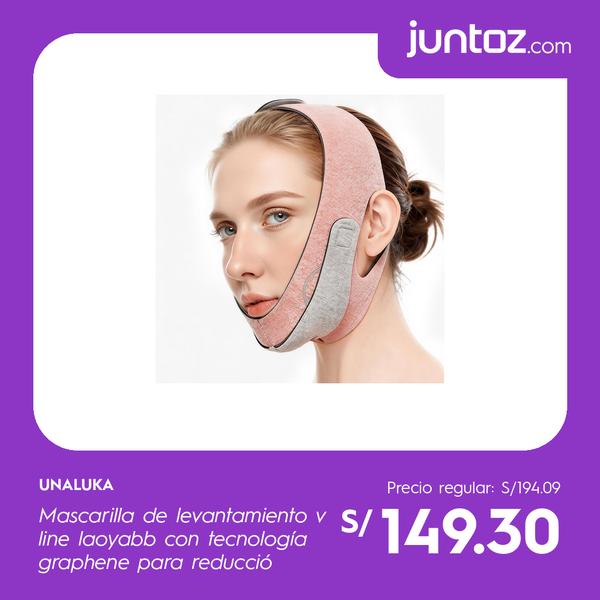 juntoz.com
UNALUKA
Mascarilla de levantamiento v
line laoyabb con tecnología
graphene para reducció
Precio regular: S/194.09
S/149.30